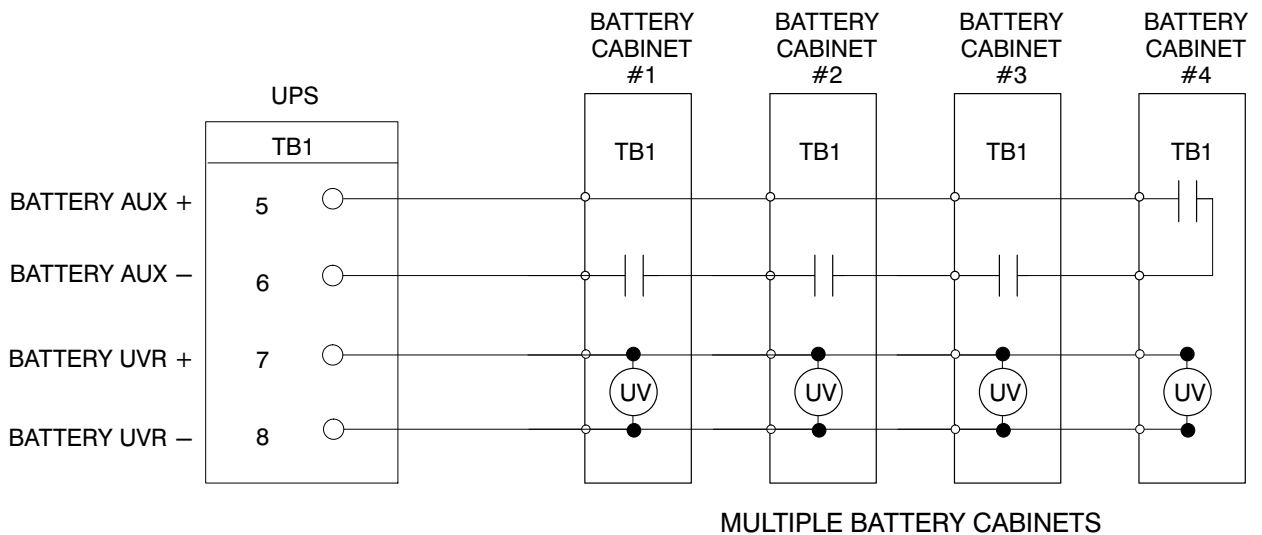 BATTERY
CABINET
#1
BATTERY
CABINET
#2
BATTERY
CABINET
#3
BATTERY
CABINET
#4
UPS
TB1
TB1
TB1
TB1
TB1
BATTERY AUX + 5
BATTERY AUX − 6
BATTERY UVR + 7
UV
UV
UV
UV
BATTERY UVR − 8
MULTIPLE BATTERY CABINETS